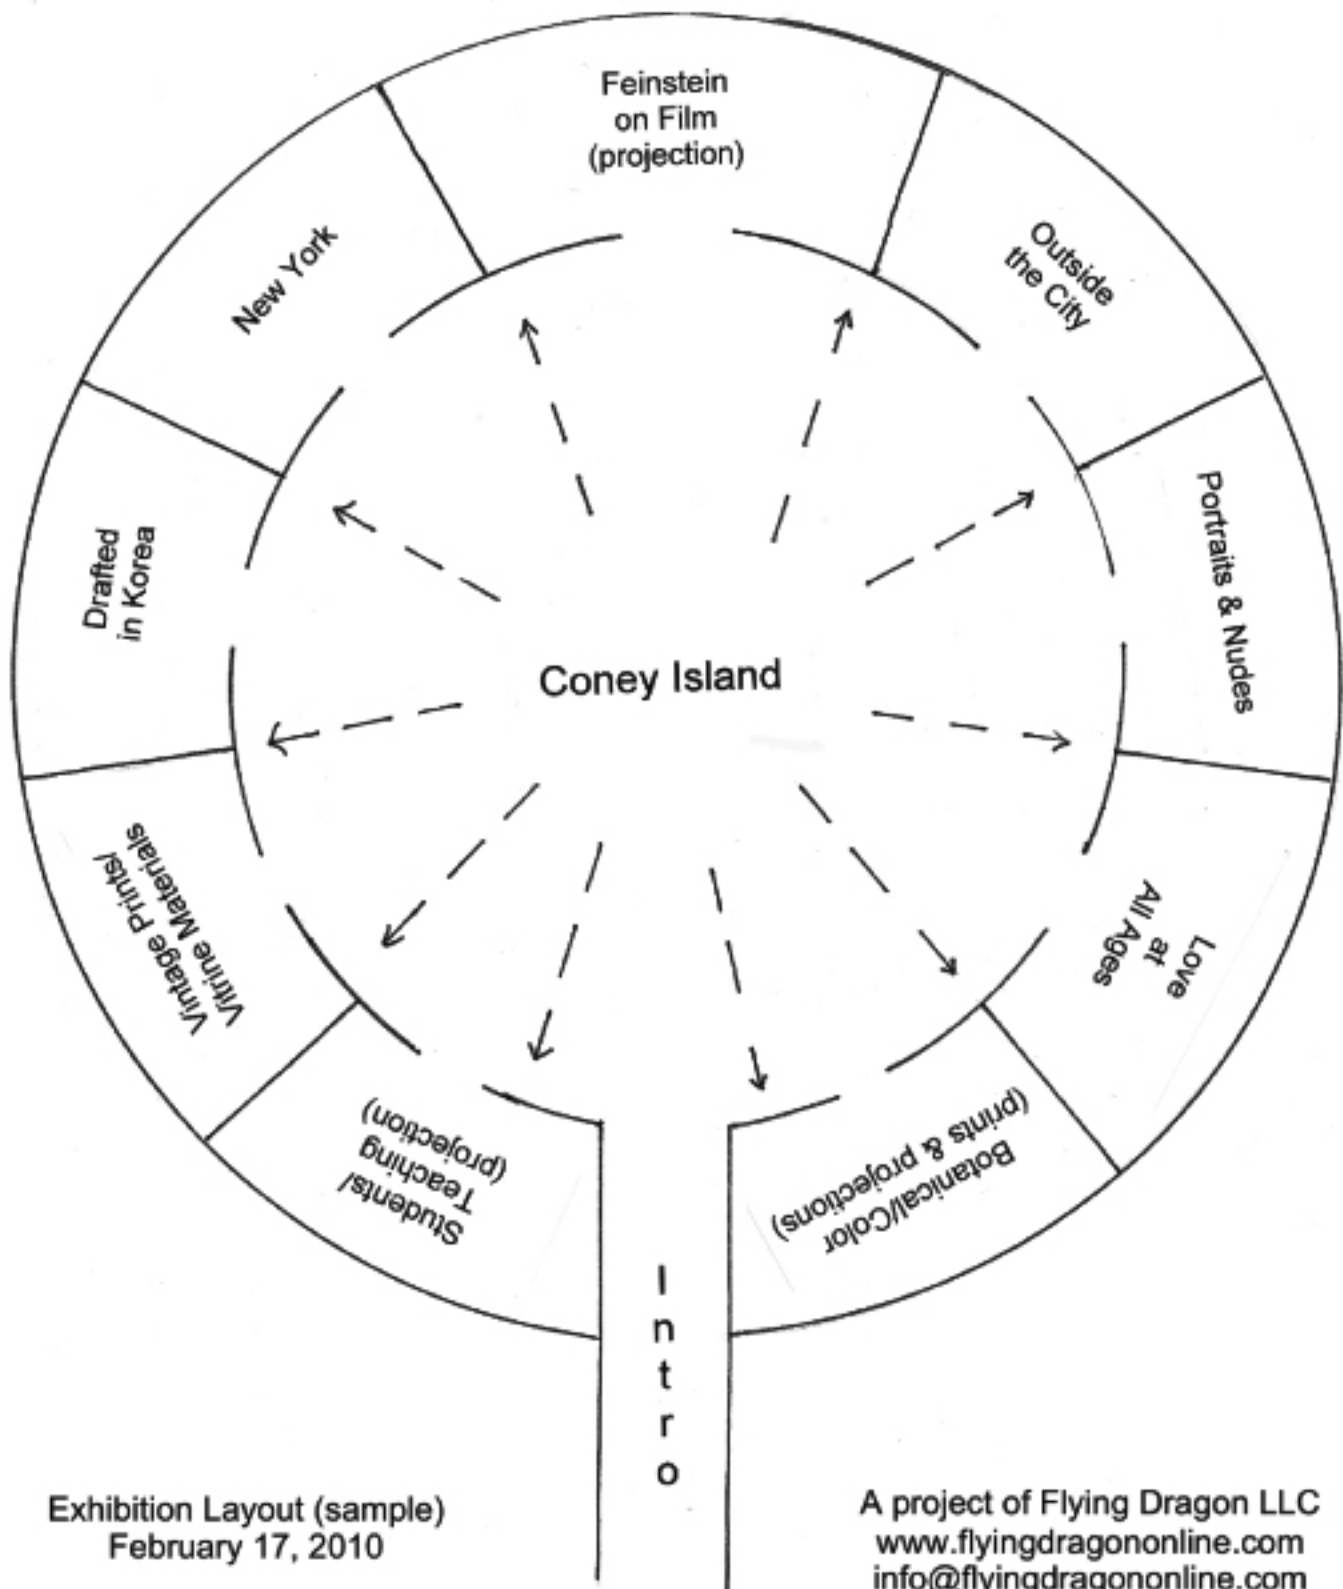 Feinstein
on Film
(projection)
Outside
the City
Portraits & Nudes
Love
at
All Ages
Botanical/Color
(prints & projections)
Students/
Teaching
(projection)
Vintage Prints/
Vitrine Materials
Drafted
in Korea
New York
Coney Island
Intro
Exhibition Layout (sample)
February 17, 2010
A project of Flying Dragon LLC
www.flyingdragononline.com
info@flyingdragononline.com